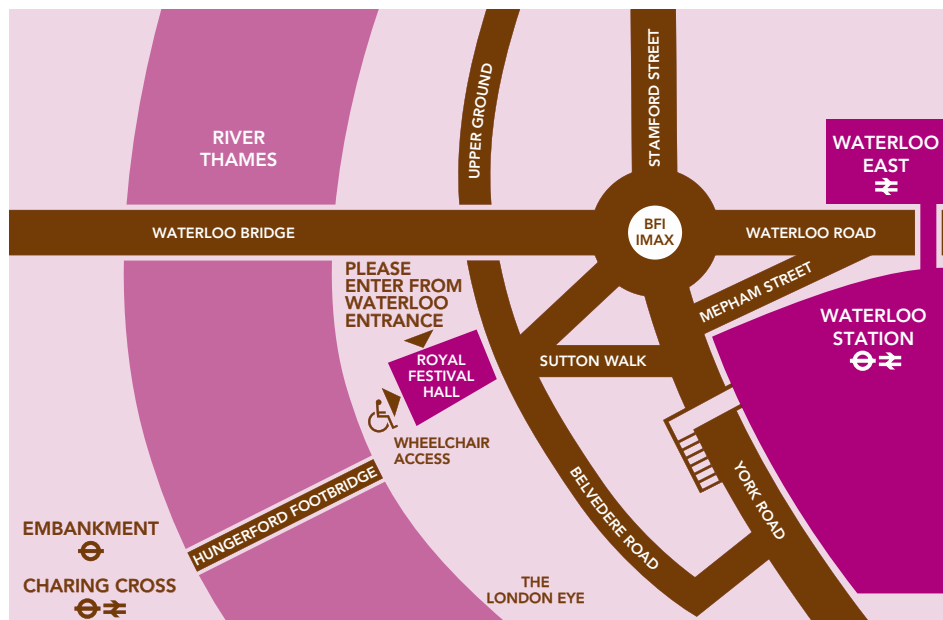 STAMFORD STREET
UPPER GROUND
RIVER
THAMES
WATERLOO
EAST
WATERLOO BRIDGE
BFI
IMAX
WATERLOO ROAD
PLEASE
ENTER FROM
WATERLOO
ENTRANCE
MEPHAM STREET
WATERLOO
STATION
ROYAL
FESTIVAL
HALL
SUTTON WALK
WHEELCHAIR
ACCESS
HUNGERFORD FOOTBRIDGE
BELVEDERE ROAD
YORK ROAD
EMBANKMENT
CHARING CROSS
THE
LONDON EYE